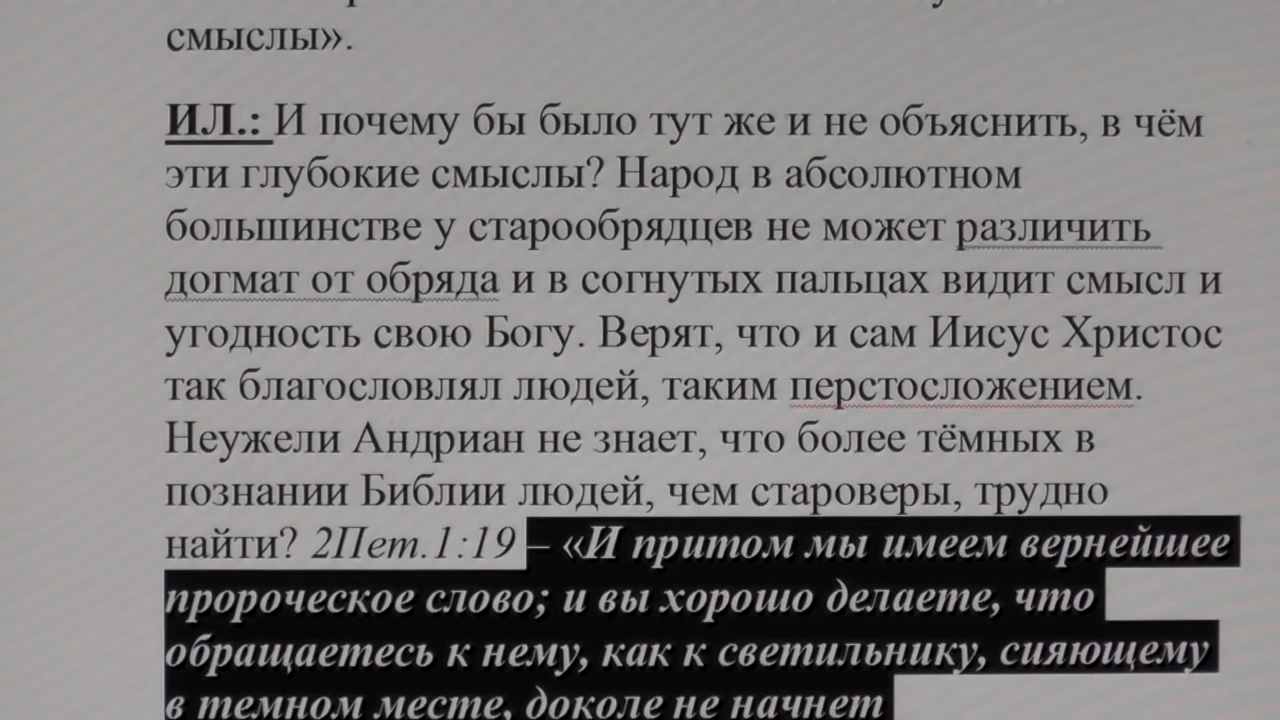 смыслы».
ИЛ.: И почему бы было тут же и не объяснить, в чём
эти глубокие смыслы? Народ в абсолютном
большинстве у старообрядцев не может различить
догмат от обряда и в согнутых пальцах видит смысл и
угодность свою Богу. Верят, что и сам Иисус Христос
так благословлял людей, таким перстосложением.
Неужели Андриан не знает, что более тёмных в
познании Библии людей, чем староверы, трудно
найти? 2Пет.1:19 – «И притом мы имеем вернейшее
пророческое слово; и вы хорошо делаете, что
обращаетесь к нему, как к светильнику, сияющему
в темном месте, доколе не начнет